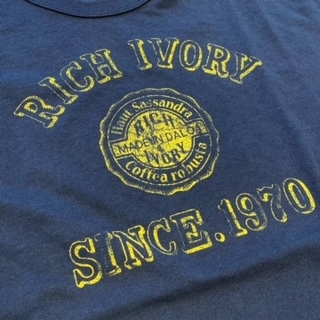 RICH IVORY
Haut Sassandra
RICH
MADE IN DALOA
IVORY
Coffea robusta
SINCE.1970